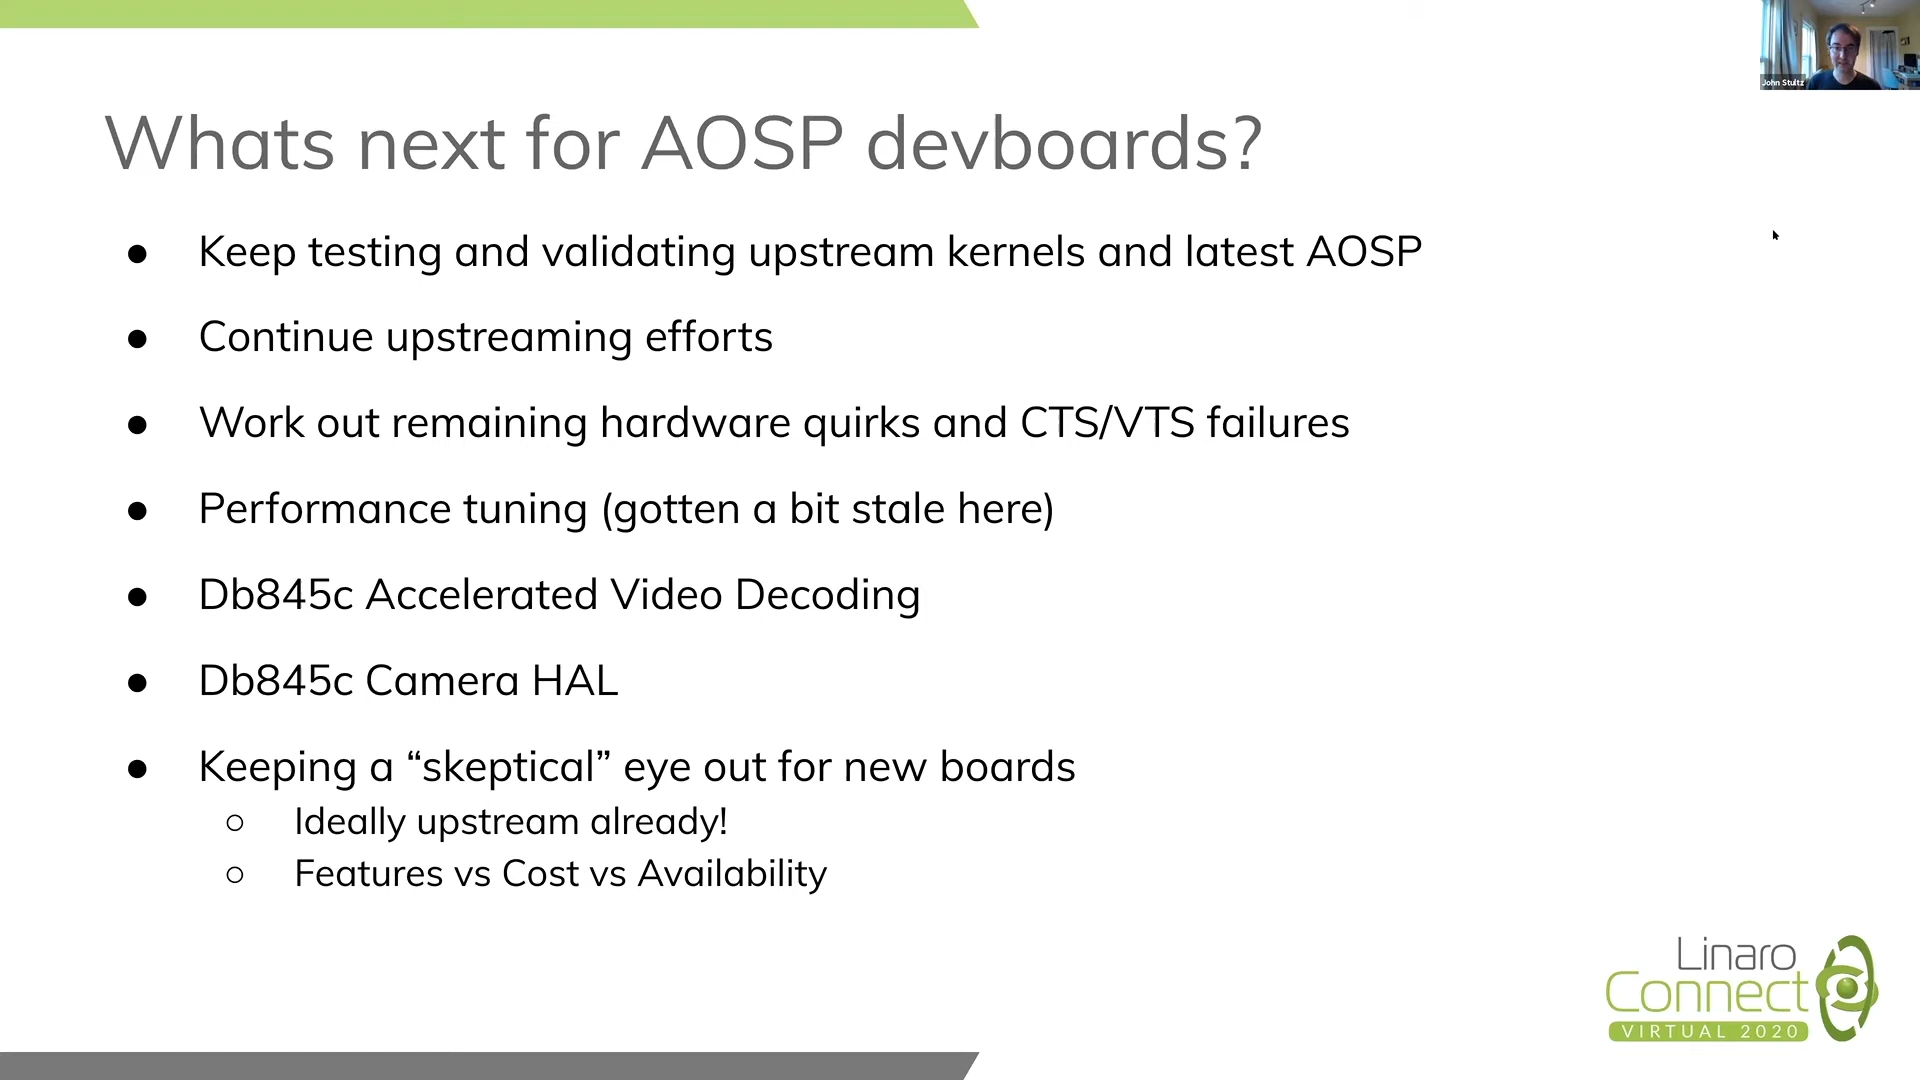 John Stultz
Whats next for AOSP devboards?
● Keep testing and validating upstream kernels and latest AOSP
● Continue upstreaming efforts
● Work out remaining hardware quirks and CTS/VTS failures
● Performance tuning (gotten a bit stale here)
● Db845c Accelerated Video Decoding
● Db845c Camera HAL
● Keeping a “skeptical” eye out for new boards
○ Ideally upstream already!
○ Features vs Cost vs Availability
Linaro
Connect
VIRTUAL 2020